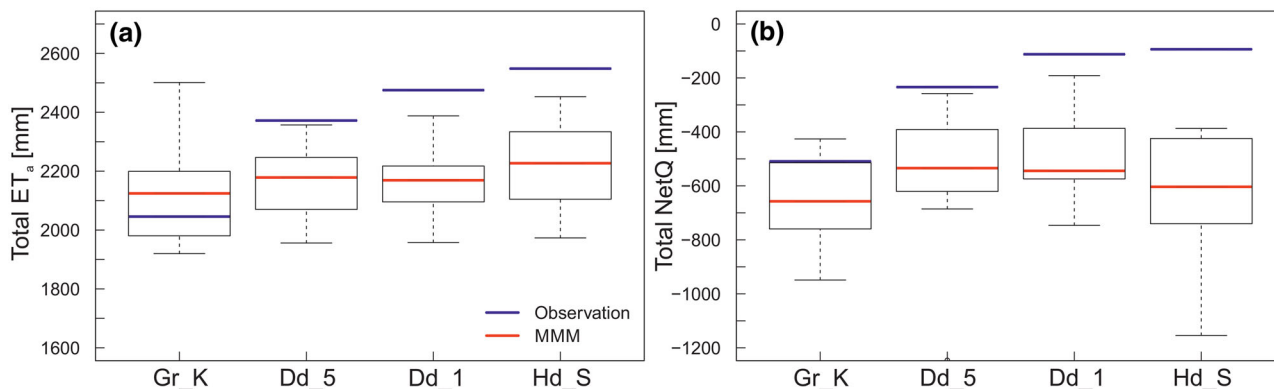 (a)
Total ETa [mm]
2600
2400
2200
2000
1800
1600
Observation
MMM
Gr_K Dd_5 Dd_1 Hd_S
(b)
Total NetQ [mm]
0
−200
−400
−600
−800
−1000
−1200
Gr_K Dd_5 Dd_1 Hd_S